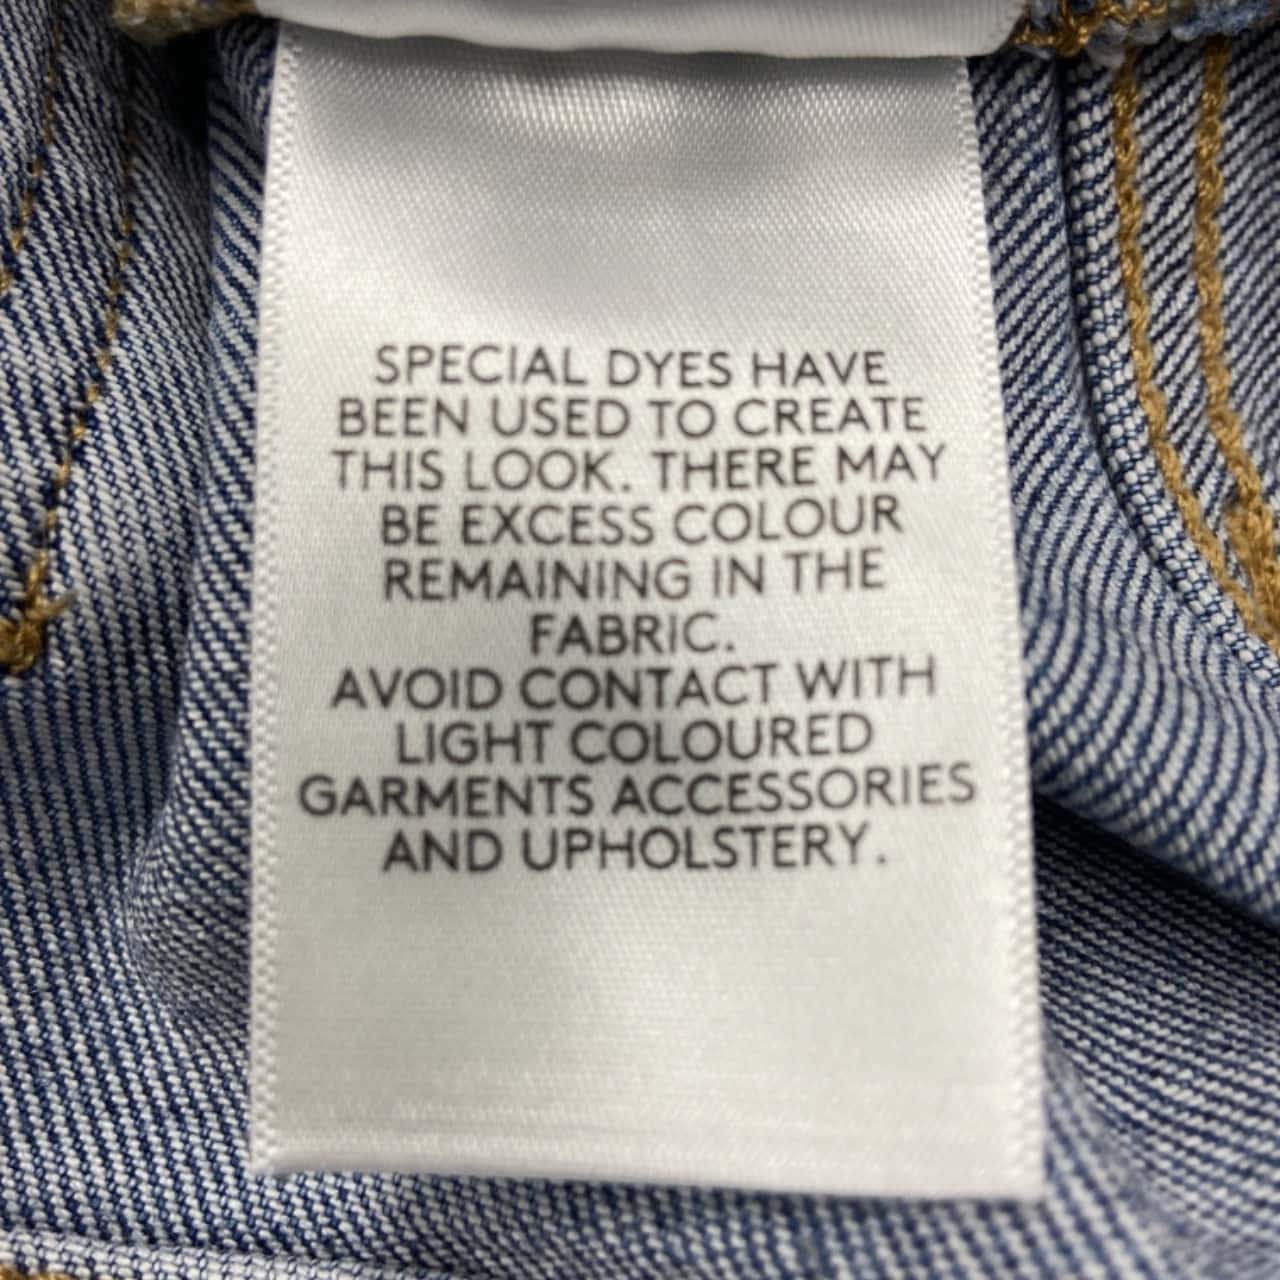 SPECIAL DYES HAVE
BEEN USED TO CREATE
THIS LOOK. THERE MAY
BE EXCESS COLOUR
REMAINING IN THE
FABRIC.
AVOID CONTACT WITH
LIGHT COLOURED
GARMENTS ACCESSORIES
AND UPHOLSTERY.